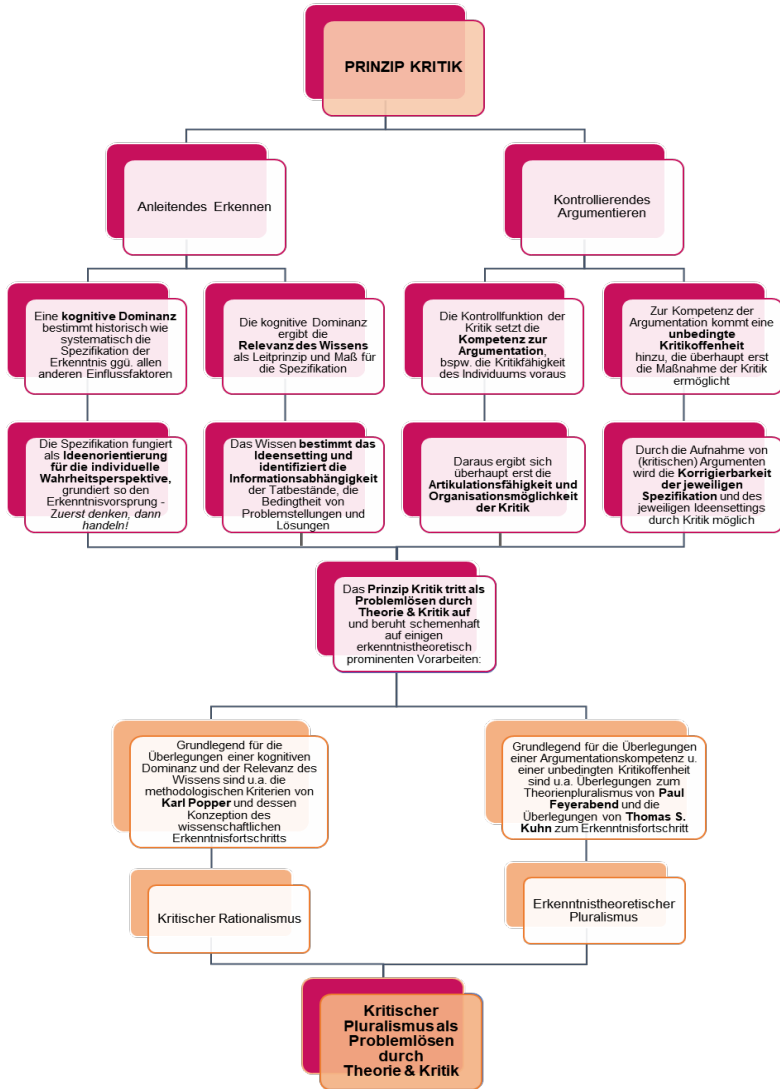 PRINZIP KRITIK
Anleitendes Erkennen
Kontrollierendes
Argumentieren
Eine kognitive Dominanz
bestimmt historisch wie
systematisch die
Spezifikation der
Erkenntnis ggü. allen
anderen Einflussfaktoren
Die kognitive Dominanz
ergibt die
Relevanz des Wissens
als Leitprinzip und Maß für
die Spezifikation
Die Kontrollfunktion der
Kritik setzt die
Kompetenz zur
Argumentation,
bspw. die Kritikfähigkeit
des Individuums voraus
Zur Kompetenz der
Argumentation kommt eine
unbedingte
Kritikoffenheit
hinzu, die überhaupt erst
die Maßnahme der Kritik
ermöglicht
Die Spezifikation fungiert
als Ideenorientierung
für die individuelle
Wahrheitsperspektive,
grundiert so den
Erkenntnisvorsprung -
Zuerst denken, dann
handeln!
Das Wissen bestimmt das
Ideensetting und
identifiziert die
Informationsabhängigkeit
der Tatbestände, die
Bedingtheit von
Problemstellungen und
Lösungen
Daraus ergibt sich
überhaupt erst die
Artikulationsfähigkeit und
Organisationsmöglichkeit
der Kritik
Durch die Aufnahme von
(kritischen) Argumenten
wird die Korrigierbarkeit
der jeweiligen
Spezifikation und des
jeweiligen Ideensettings
durch Kritik möglich
Das Prinzip Kritik tritt als
Problemlösen durch
Theorie & Kritik auf
und beruht schemenhaft
auf einigen
erkenntnistheoretisch
prominenten Vorarbeiten:
Grundlegend für die
Überlegungen einer kognitiven
Dominanz und der Relevanz des
Wissens sind u.a. die
methodologischen Kriterien von
Karl Popper und dessen
Konzeption des
wissenschaftlichen
Erkenntnisfortschritts
Grundlegend für die Überlegungen
einer Argumentationskompetenz u.
einer unbedingten Kritikoffenheit
sind u.a. Überlegungen zum
Theorienpluralismus von Paul
Feyerabend und die
Überlegungen von Thomas S.
Kuhn zum Erkenntnisfortschritt
Kritischer Rationalismus
Erkenntnistheoretischer
Pluralismus
Kritischer
Pluralismus als
Problemlösen
durch
Theorie & Kritik